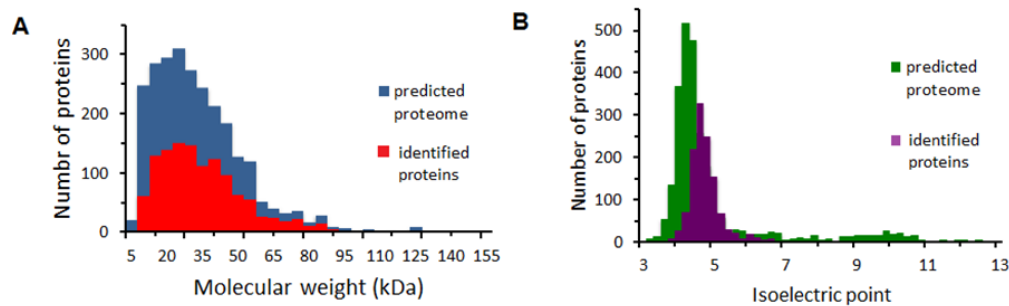 A
Numbr of proteins
300
200
100
0
predicted
proteome
identified
proteins
5 20 35 50 65 75 95 110 125 140 155
Molecular weight (kDa)
B
Number of proteins
500
400
300
200
100
0
predicted
proteome
identified
proteins
3 5 7 9 11 13
Isoelectric point